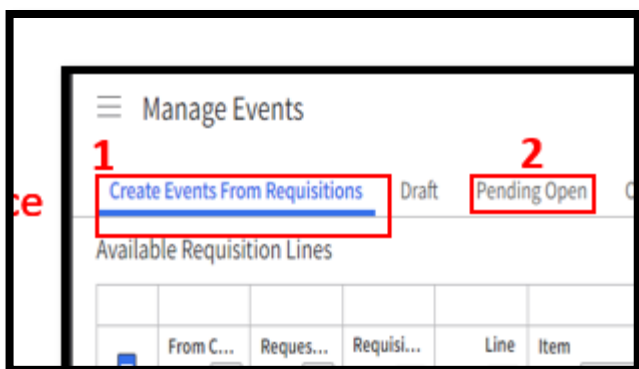 Manage Events
1 2
ce
Create Events From Requisitions Draft Pending Open
Available Requisition Lines
From C... Reques... Requisi... Line Item